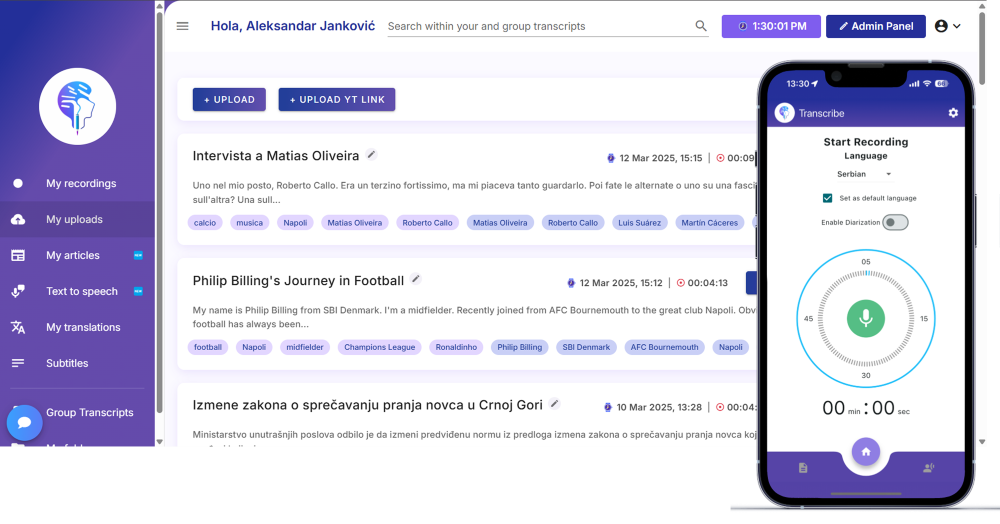 Hola, Aleksandar Janković
Search within your and group transcripts
1:30:01 PM
Admin Panel
My recordings
My uploads
My articles
NEW
Text to speech
NEW
My translations
Subtitles
Group Transcripts
+ UPLOAD
+ UPLOAD YT LINK
Intervista a Matias Oliveira
12 Mar 2025, 15:15 | 00:09
Uno nel mio posto, Roberto Callo. Era un terzino fortissimo, ma mi piaceva tanto guardarlo. Poi fate le alternate o uno su una fasci
sull'altra? Una sull...
calcio musica Napoli Matias Oliveira Roberto Callo Matias Oliveira Roberto Callo Luis Suárez Martín Cáceres
Philip Billing's Journey in Football
12 Mar 2025, 15:12 | 00:04:13
My name is Philip Billing from SBI Denmark. I'm a midfielder. Recently joined from AFC Bournemouth to the great club Napoli. Obv
football has always been...
football Napoli midfielder Champions League Ronaldinho Philip Billing SBI Denmark AFC Bournemouth Napoli
Izmene zakona o sprečavanju pranja novca u Crnoj Gori
10 Mar 2025, 13:28 | 00:04:
Ministarstvo unutrašnjih poslova odbilo je da izmeni predviđenu normu iz predloga izmena zakona o sprečavanju pranja novca koj
13:30
66
Transcribe
Start Recording
Language
Serbian
Set as default language
Enable Diarization
05
45
15
30
00 min : 00 sec